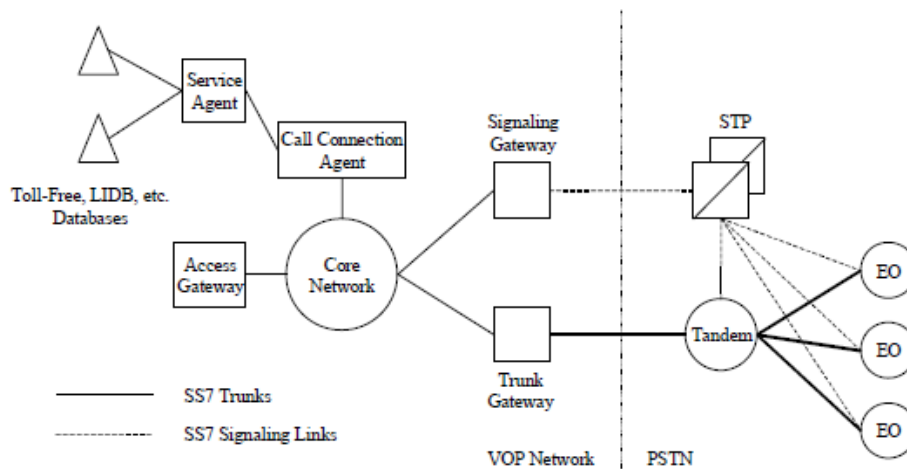 Service
Agent
Call Connection
Agent
Signaling
Gateway
STP
Toll-Free, LIDB, etc.
Databases
Access
Gateway
Core
Network
EO
Tandem
EO
Trunk
Gateway
EO
SS7 Trunks
SS7 Signaling Links
VOP Network
PSTN